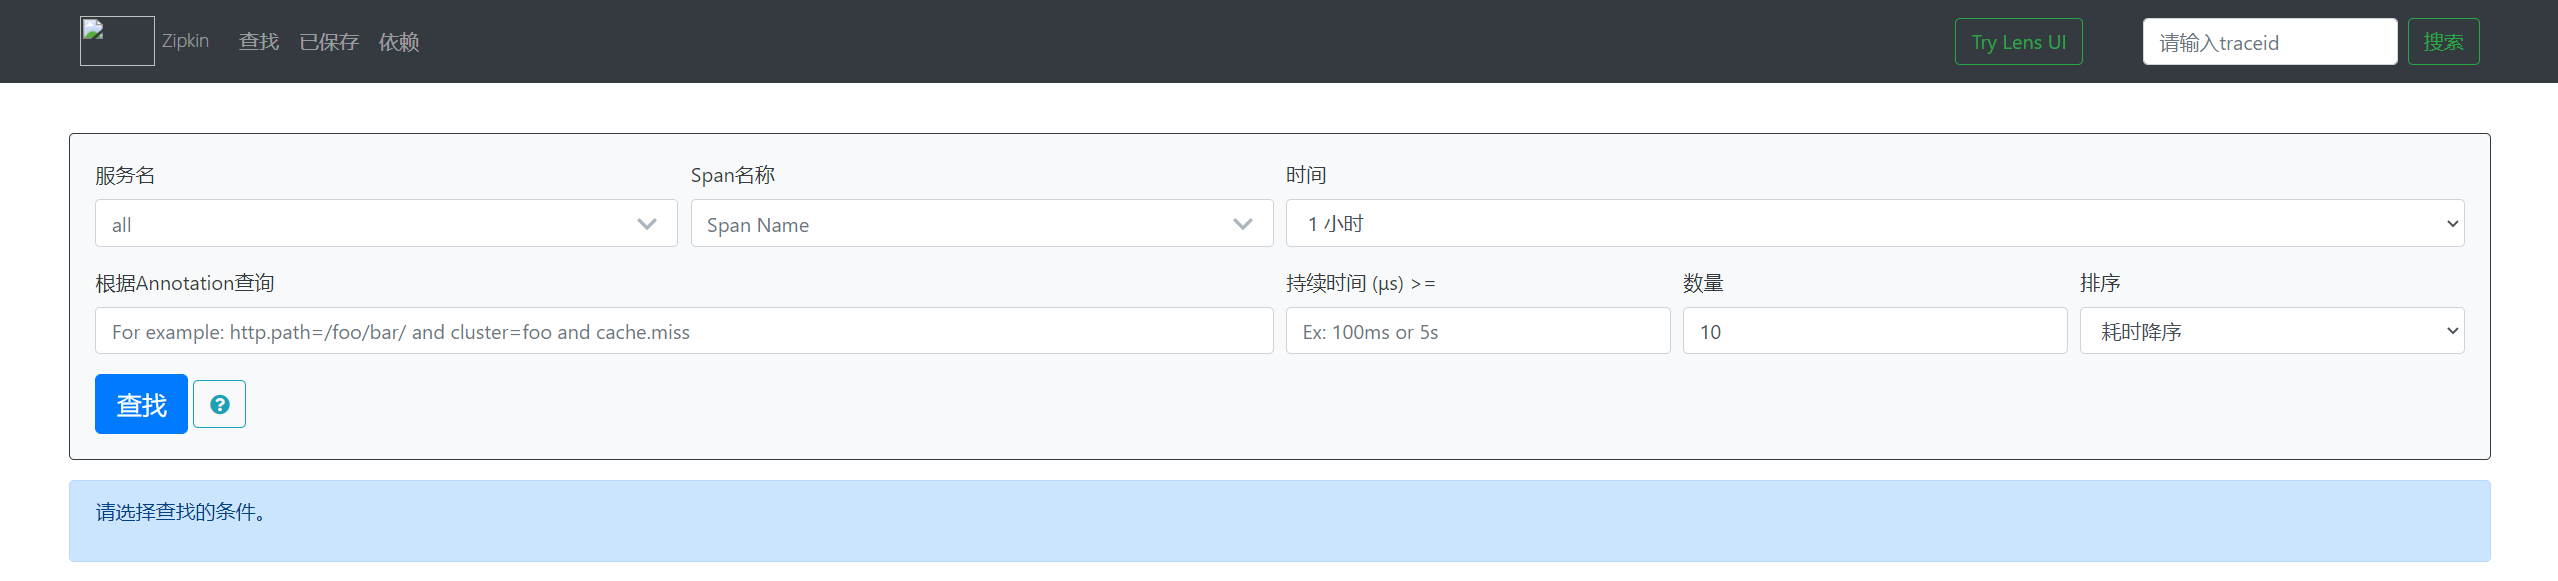 Zipkin 查找 已保存 依赖 Try Lens UI 请输入traceid 搜索
服务名 Span名称 时间
all Span Name 1 小时
根据Annotation查询 持续时间 (μs) >= 数量 排序
For example: http.path=/foo/bar/ and cluster=foo and cache.miss Ex: 100ms or 5s 10 耗时降序
查找
请选择查找的条件。